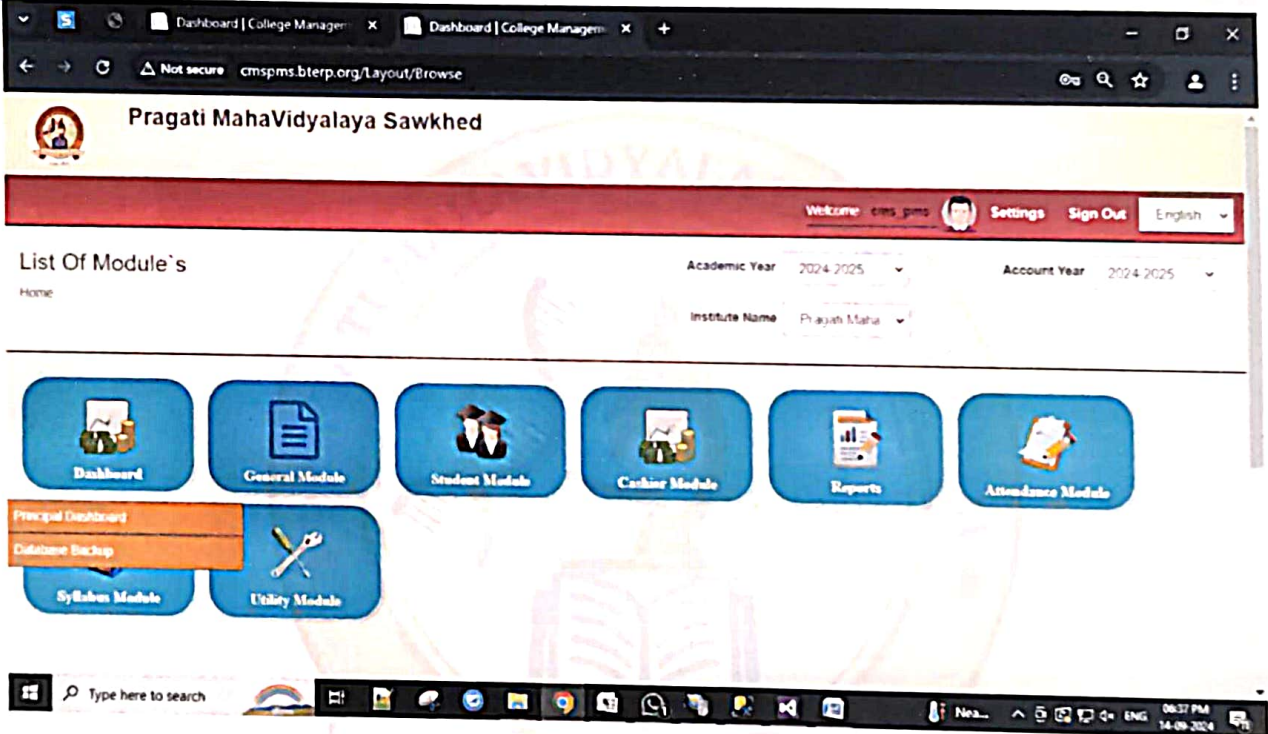 Dashboard | College Managem
Dashboard | College Managem
Not secure cmspms.bterp.org/Layout/Browse
Pragati MahaVidyalaya Sawkhed
Welcome cms_pms Settings Sign Out English
List Of Module`s
Academic Year 2024-2025 Account Year 2024-2025
Home
Institute Name Pragati Maha
Dashboard General Module Student Module Cashier Module Reports Attendance Module
Principal Dashboard
Database Backup
Syllabus Module Utility Module
Type here to search
Nea... ENG 06:37 PM
14-09-2024